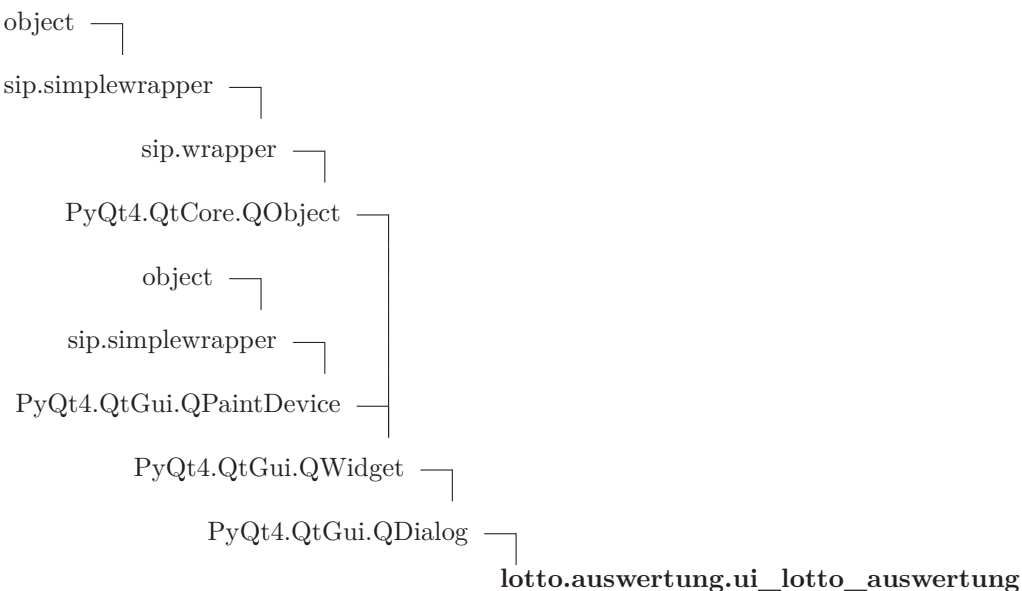 object
sip.simplewrapper
sip.wrapper
PyQt4.QtCore.QObject
object
sip.simplewrapper
PyQt4.QtGui.QPaintDevice
PyQt4.QtGui.QWidget
PyQt4.QtGui.QDialog
lotto.auswertung.ui_lotto_auswertung